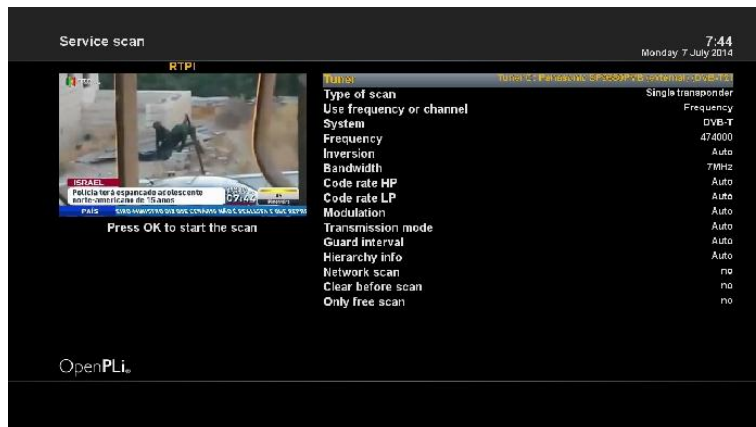 Service scan
7:44
Monday 7 July 2014
RTPI
Tuner
Type of scan Single transponder
Use frequency or channel Frequency
System DVB-T
Frequency 474000
Inversion Auto
Bandwidth 7MHz
Code rate HP Auto
Code rate LP Auto
Modulation Auto
Transmission mode Auto
Guard interval Auto
Hierarchy info Auto
Network scan no
Clear before scan no
Only free scan no
ISRAEL
Polícia terá espancado adolescente
norte-americano de 15 anos
07:44
PAÍS
Press OK to start the scan
OpenPLi